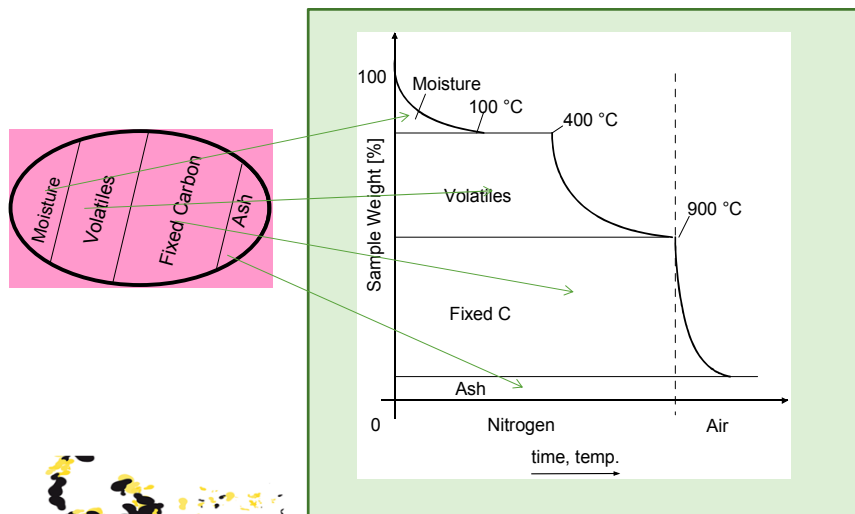 Moisture
Volatiles
Fixed Carbon
Ash
100
Moisture
100 °C
400 °C
Sample Weight [%]
Volatiles
900 °C
Fixed C
Ash
0
Nitrogen
Air
time, temp.